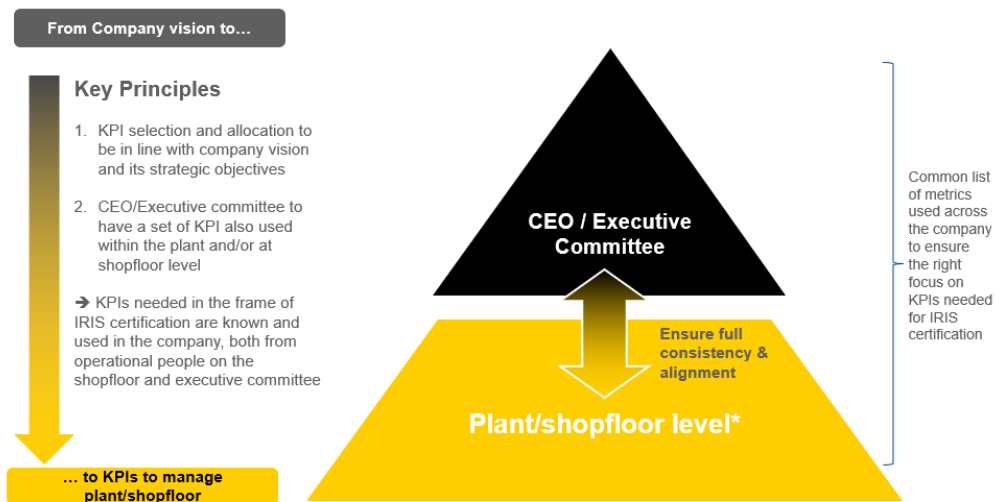 From Company vision to…
Key Principles
1. KPI selection and allocation to
be in line with company vision
and its strategic objectives
2. CEO/Executive committee to
have a set of KPI also used
within the plant and/or at
shopfloor level
➔ KPIs needed in the frame of
IRIS certification are known and
used in the company, both from
operational people on the
shopfloor and executive committee
… to KPIs to manage
plant/shopfloor
CEO / Executive
Committee
Ensure full
consistency &
alignment
Plant/shopfloor level*
Common list
of metrics
used across
the company
to ensure
the right
focus on
KPIs needed
for IRIS
certification